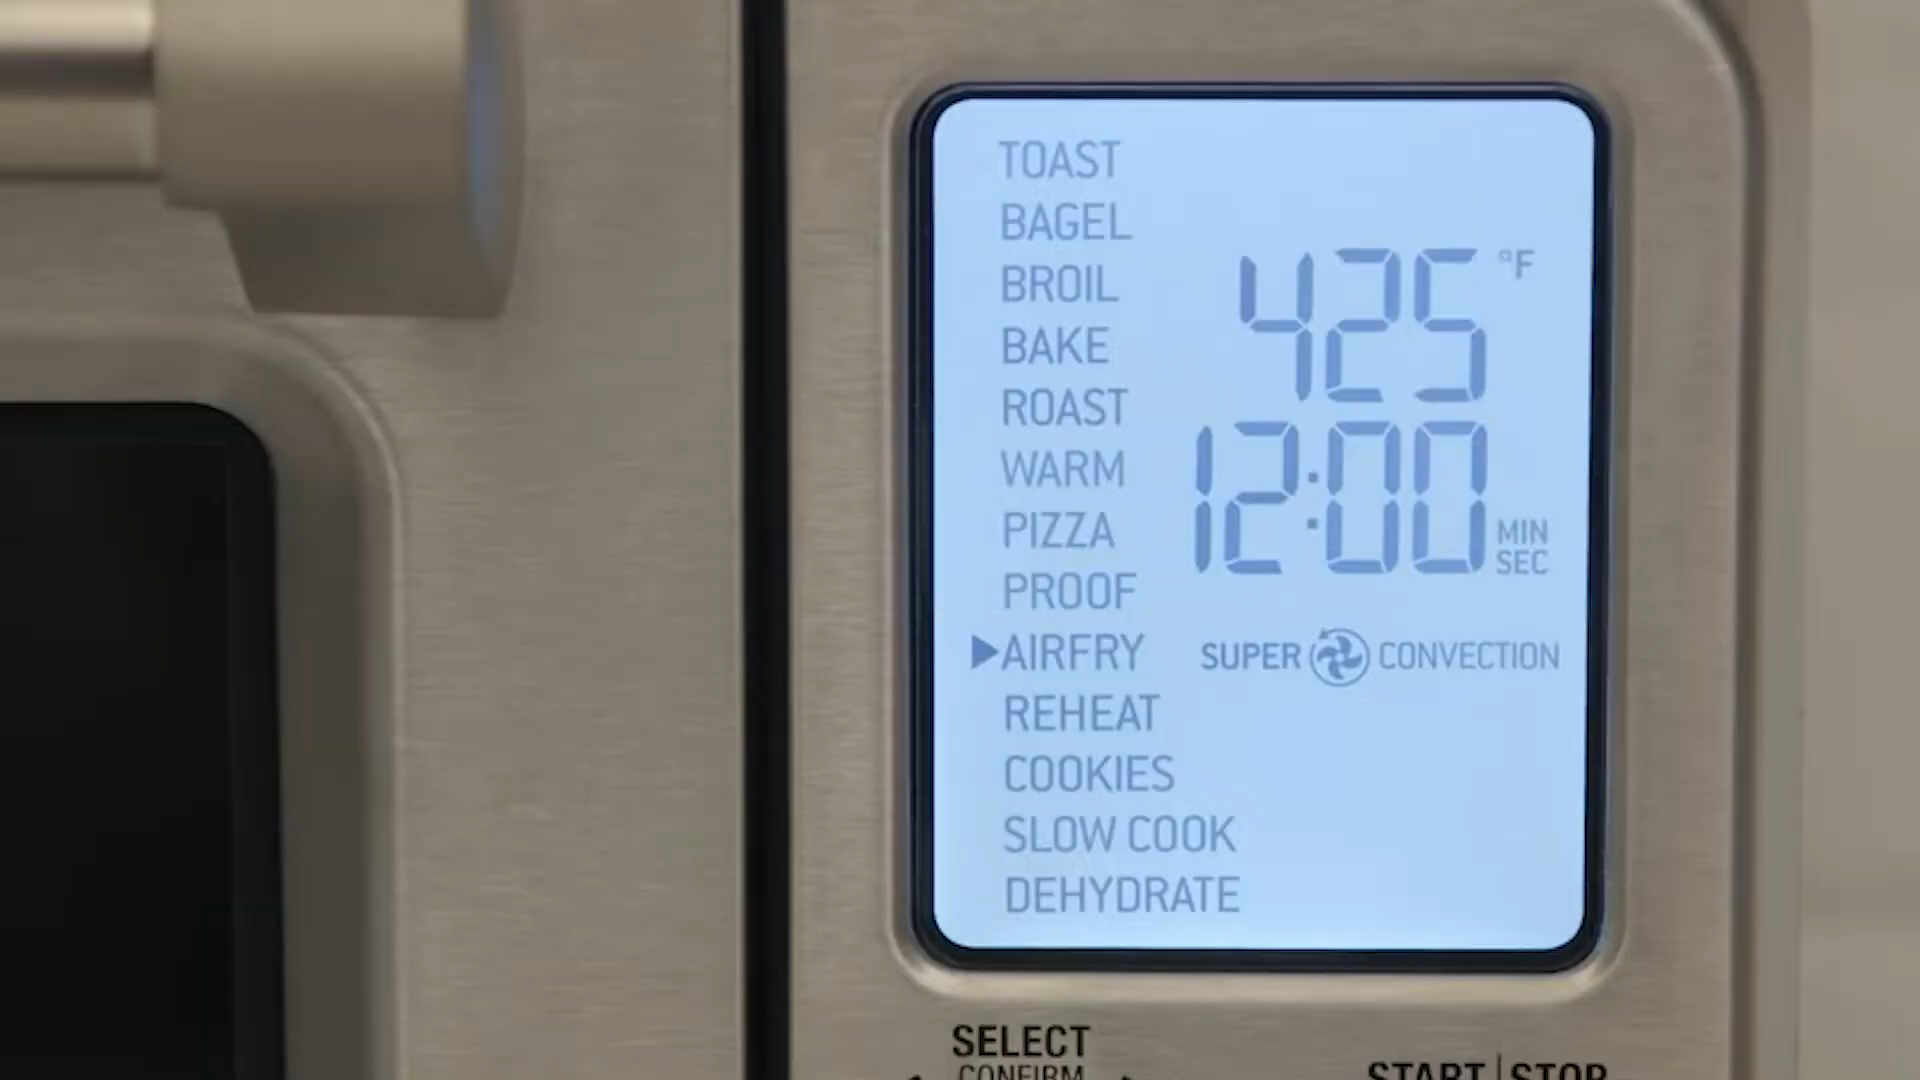 TOAST
BAGEL
BROIL
BAKE
ROAST
WARM
PIZZA
PROOF
▶AIRFRY
REHEAT
COOKIES
SLOW COOK
DEHYDRATE
425 °F
12:00 MIN SEC
SUPER CONVECTION
SELECT
CONFIRM
START | STOP